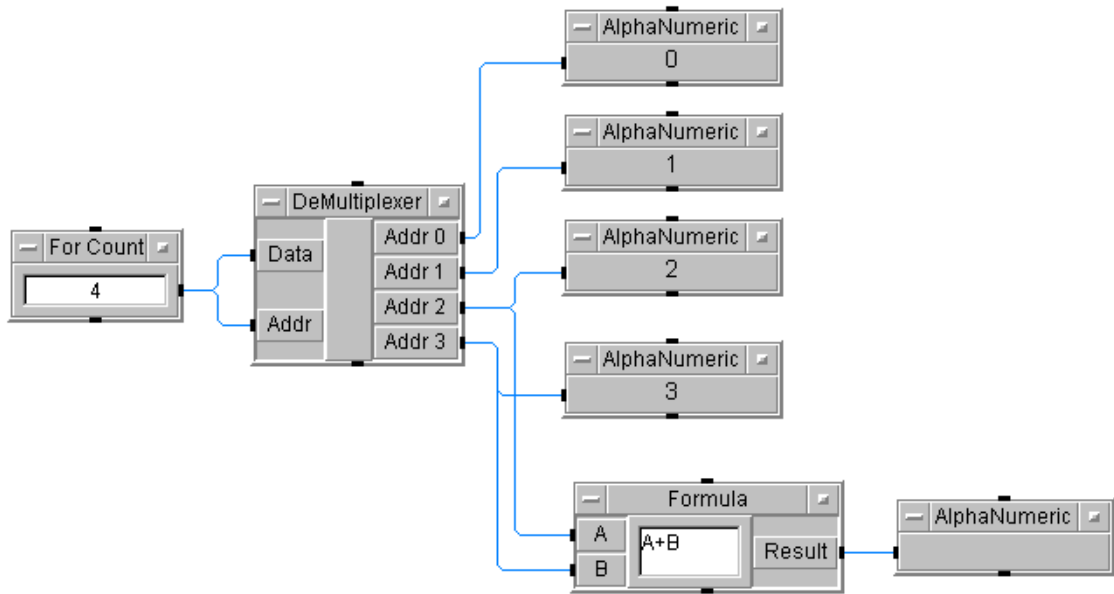 AlphaNumeric
0
AlphaNumeric
1
DeMultiplexer
Data
Addr
Addr 0
Addr 1
Addr 2
Addr 3
For Count
4
AlphaNumeric
2
AlphaNumeric
3
Formula
A
B
A+B
Result
AlphaNumeric